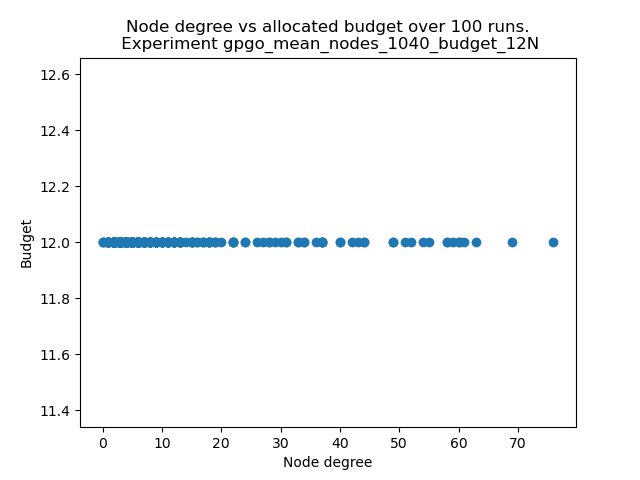 Node degree vs allocated budget over 100 runs.
Experiment gpgo_mean_nodes_1040_budget_12N
12.6
12.4
12.2
12.0
11.8
11.6
11.4
Budget
0 10 20 30 40 50 60 70
Node degree